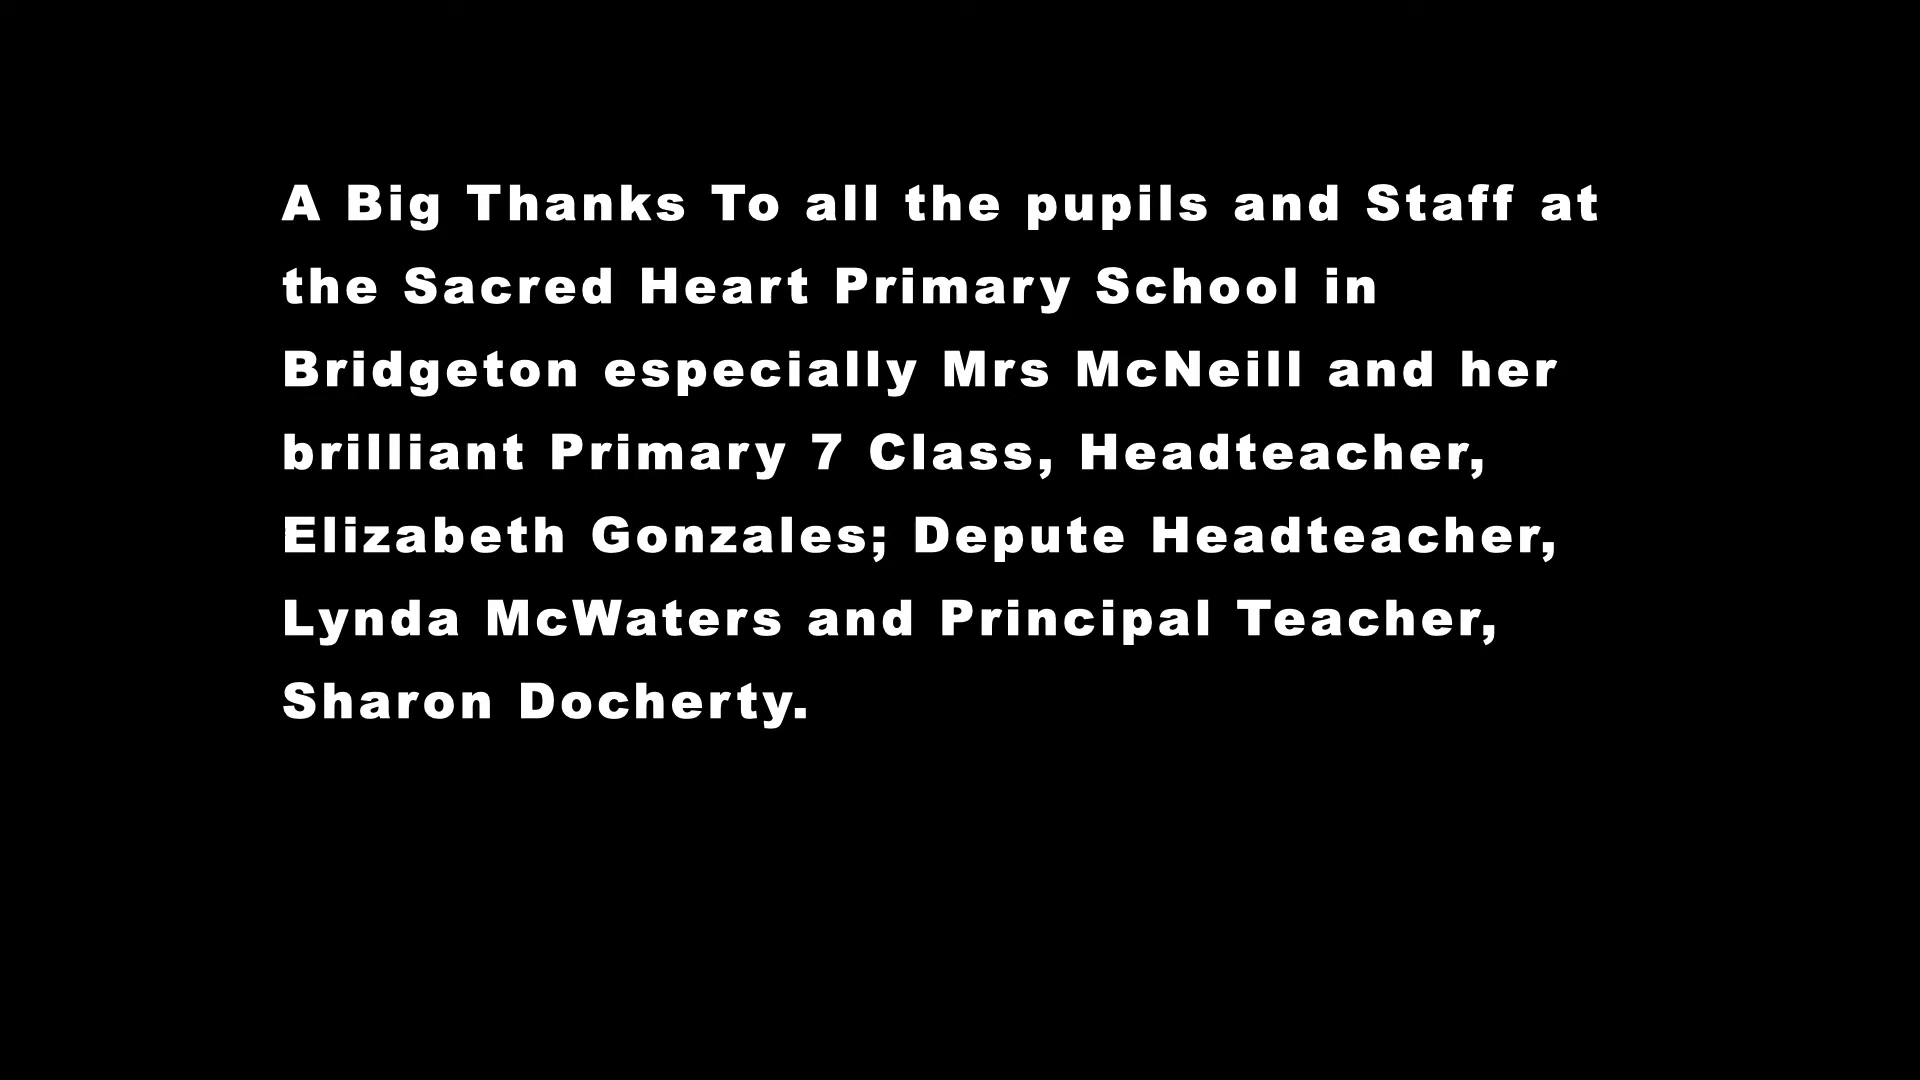 A Big Thanks To all the pupils and Staff at
the Sacred Heart Primary School in
Bridgeton especially Mrs McNeill and her
brilliant Primary 7 Class, Headteacher,
Elizabeth Gonzales; Depute Headteacher,
Lynda McWaters and Principal Teacher,
Sharon Docherty.